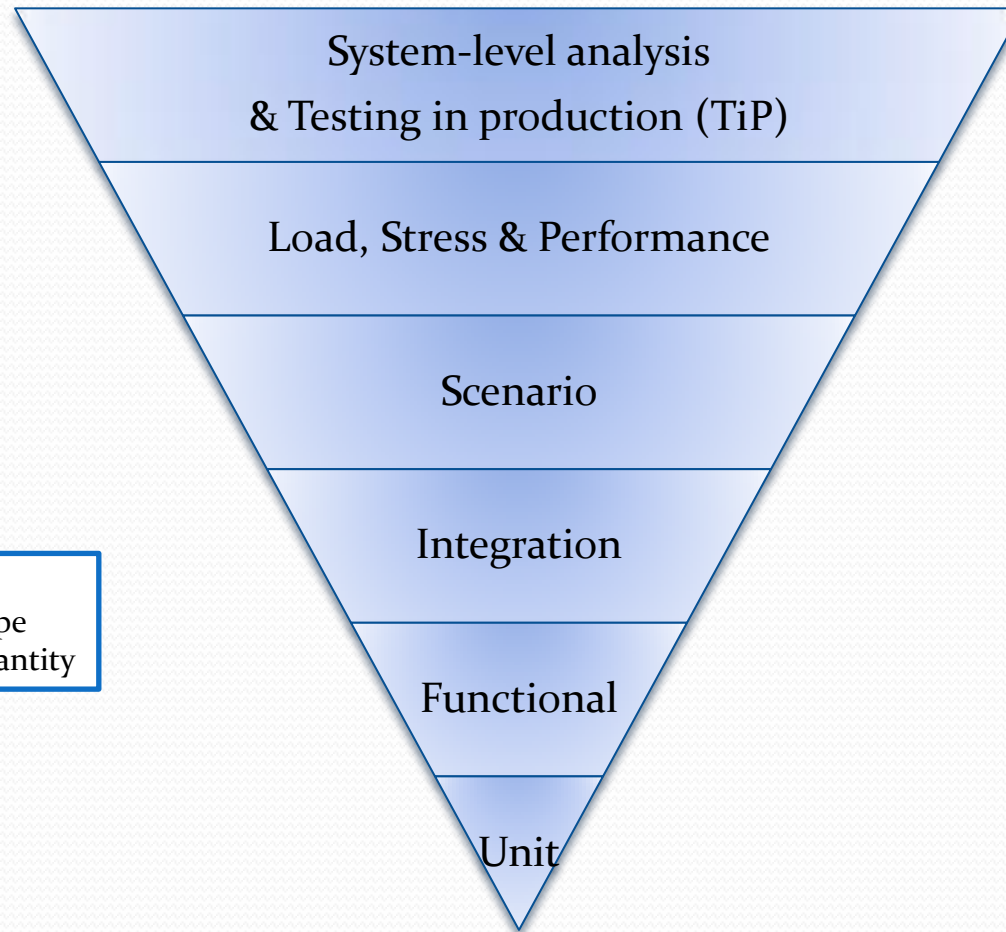 System-level analysis
& Testing in production (TiP)
Load, Stress & Performance
Scenario
Integration
Functional
Unit